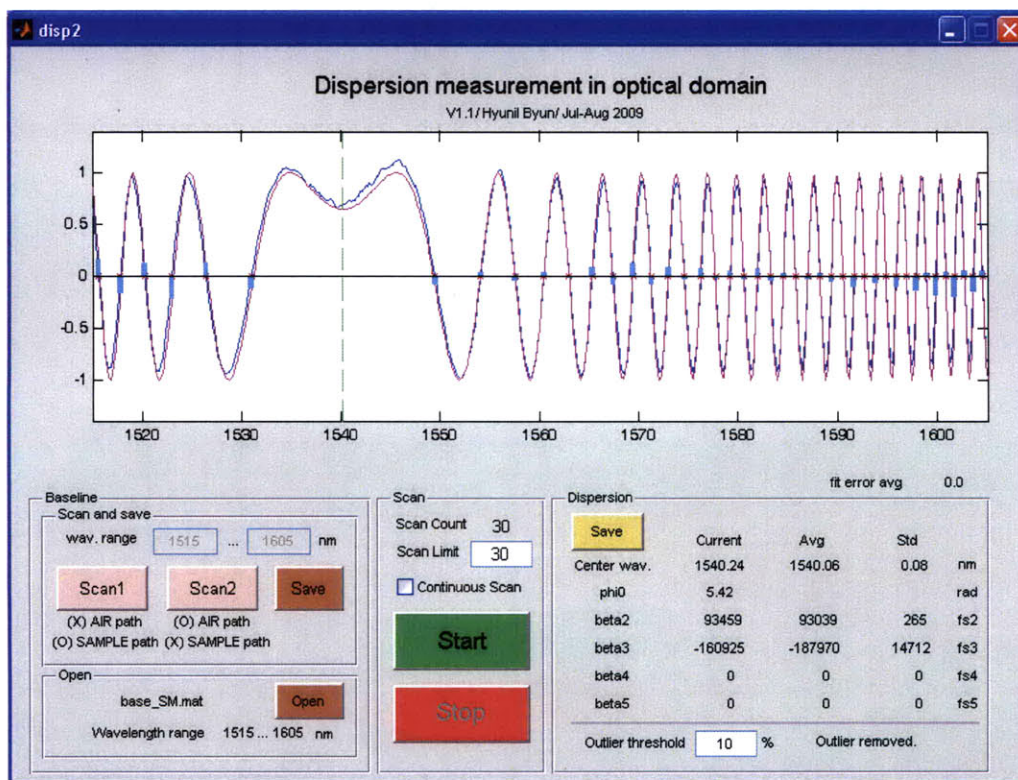 disp2
Dispersion measurement in optical domain
V1.1/ Hyunil Byun/ Jul-Aug 2009
1
0.5
0
-0.5
-1
1520 1530 1540 1550 1560 1570 1580 1590 1600
fit error avg 0.0
Baseline
Scan and save
wav. range 1515 ... 1605 nm
Scan1 Scan2 Save
(X) AIR path (O) AIR path
(O) SAMPLE path (X) SAMPLE path
Open
base_SM.mat Open
Wavelength range 1515 ... 1605 nm
Scan
Scan Count 30
Scan Limit 30
Continuous Scan
Start
Stop
Dispersion
Save Current Avg Std
Center wav. 1540.24 1540.06 0.08 nm
phi0 5.42 rad
beta2 93459 93039 265 fs2
beta3 -160925 -187970 14712 fs3
beta4 0 0 0 fs4
beta5 0 0 0 fs5
Outlier threshold 10 % Outlier removed.